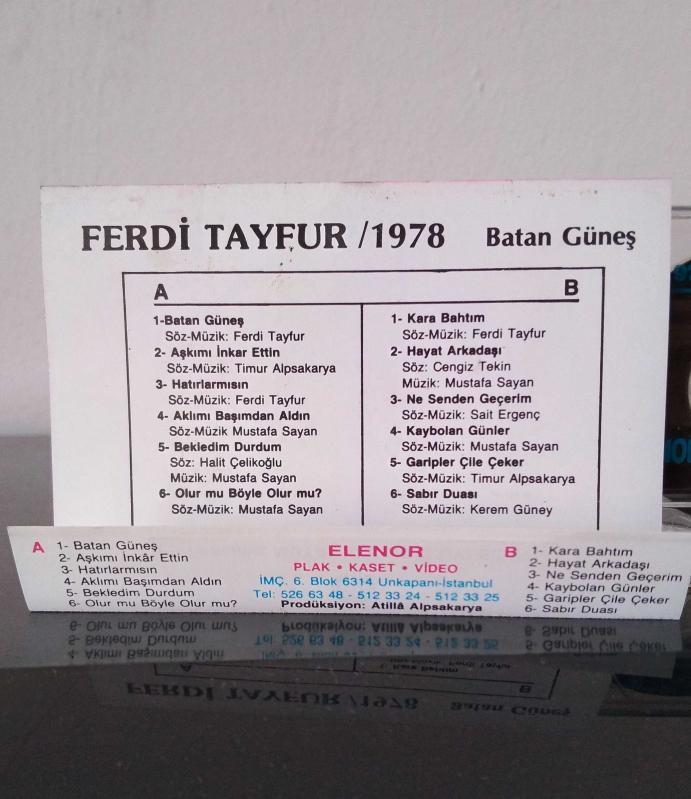 FERDİ TAYFUR /1978 Batan Güneş
A
1-Batan Güneş
Söz-Müzik: Ferdi Tayfur
2- Aşkımı İnkar Ettin
Söz-Müzik: Timur Alpsakarya
3- Hatırlarmısın
Söz-Müzik: Ferdi Tayfur
4- Aklımı Başımdan Aldın
Söz-Müzik Mustafa Sayan
5- Bekledim Durdum
Söz: Halit Çelikoğlu
Müzik: Mustafa Sayan
6- Olur mu Böyle Olur mu?
Söz-Müzik: Mustafa Sayan
B
1- Kara Bahtım
Söz-Müzik: Ferdi Tayfur
2- Hayat Arkadaşı
Söz: Cengiz Tekin
Müzik: Mustafa Sayan
3- Ne Senden Geçerim
Söz-Müzik: Sait Ergenç
4- Kaybolan Günler
Söz-Müzik: Mustafa Sayan
5- Garipler Çile Çeker
Söz-Müzik: Timur Alpsakarya
6- Sabır Duası
Söz-Müzik: Kerem Güney
A
1- Batan Güneş
2- Aşkımı İnkâr Ettin
3- Hatırlarmısın
4- Aklımı Başımdan Aldın
5- Bekledim Durdum
6- Olur mu Böyle Olur mu?
ELENOR
PLAK • KASET • VİDEO
İMÇ. 6. Blok 6314 Unkapanı-İstanbul
Tel: 526 63 48 - 512 33 24 - 512 33 25
Prodüksiyon: Atillâ Alpsakarya
B
1- Kara Bahtım
2- Hayat Arkadaşı
3- Ne Senden Geçerim
4- Kaybolan Günler
5- Garipler Çile Çeker
6- Sabır Duası